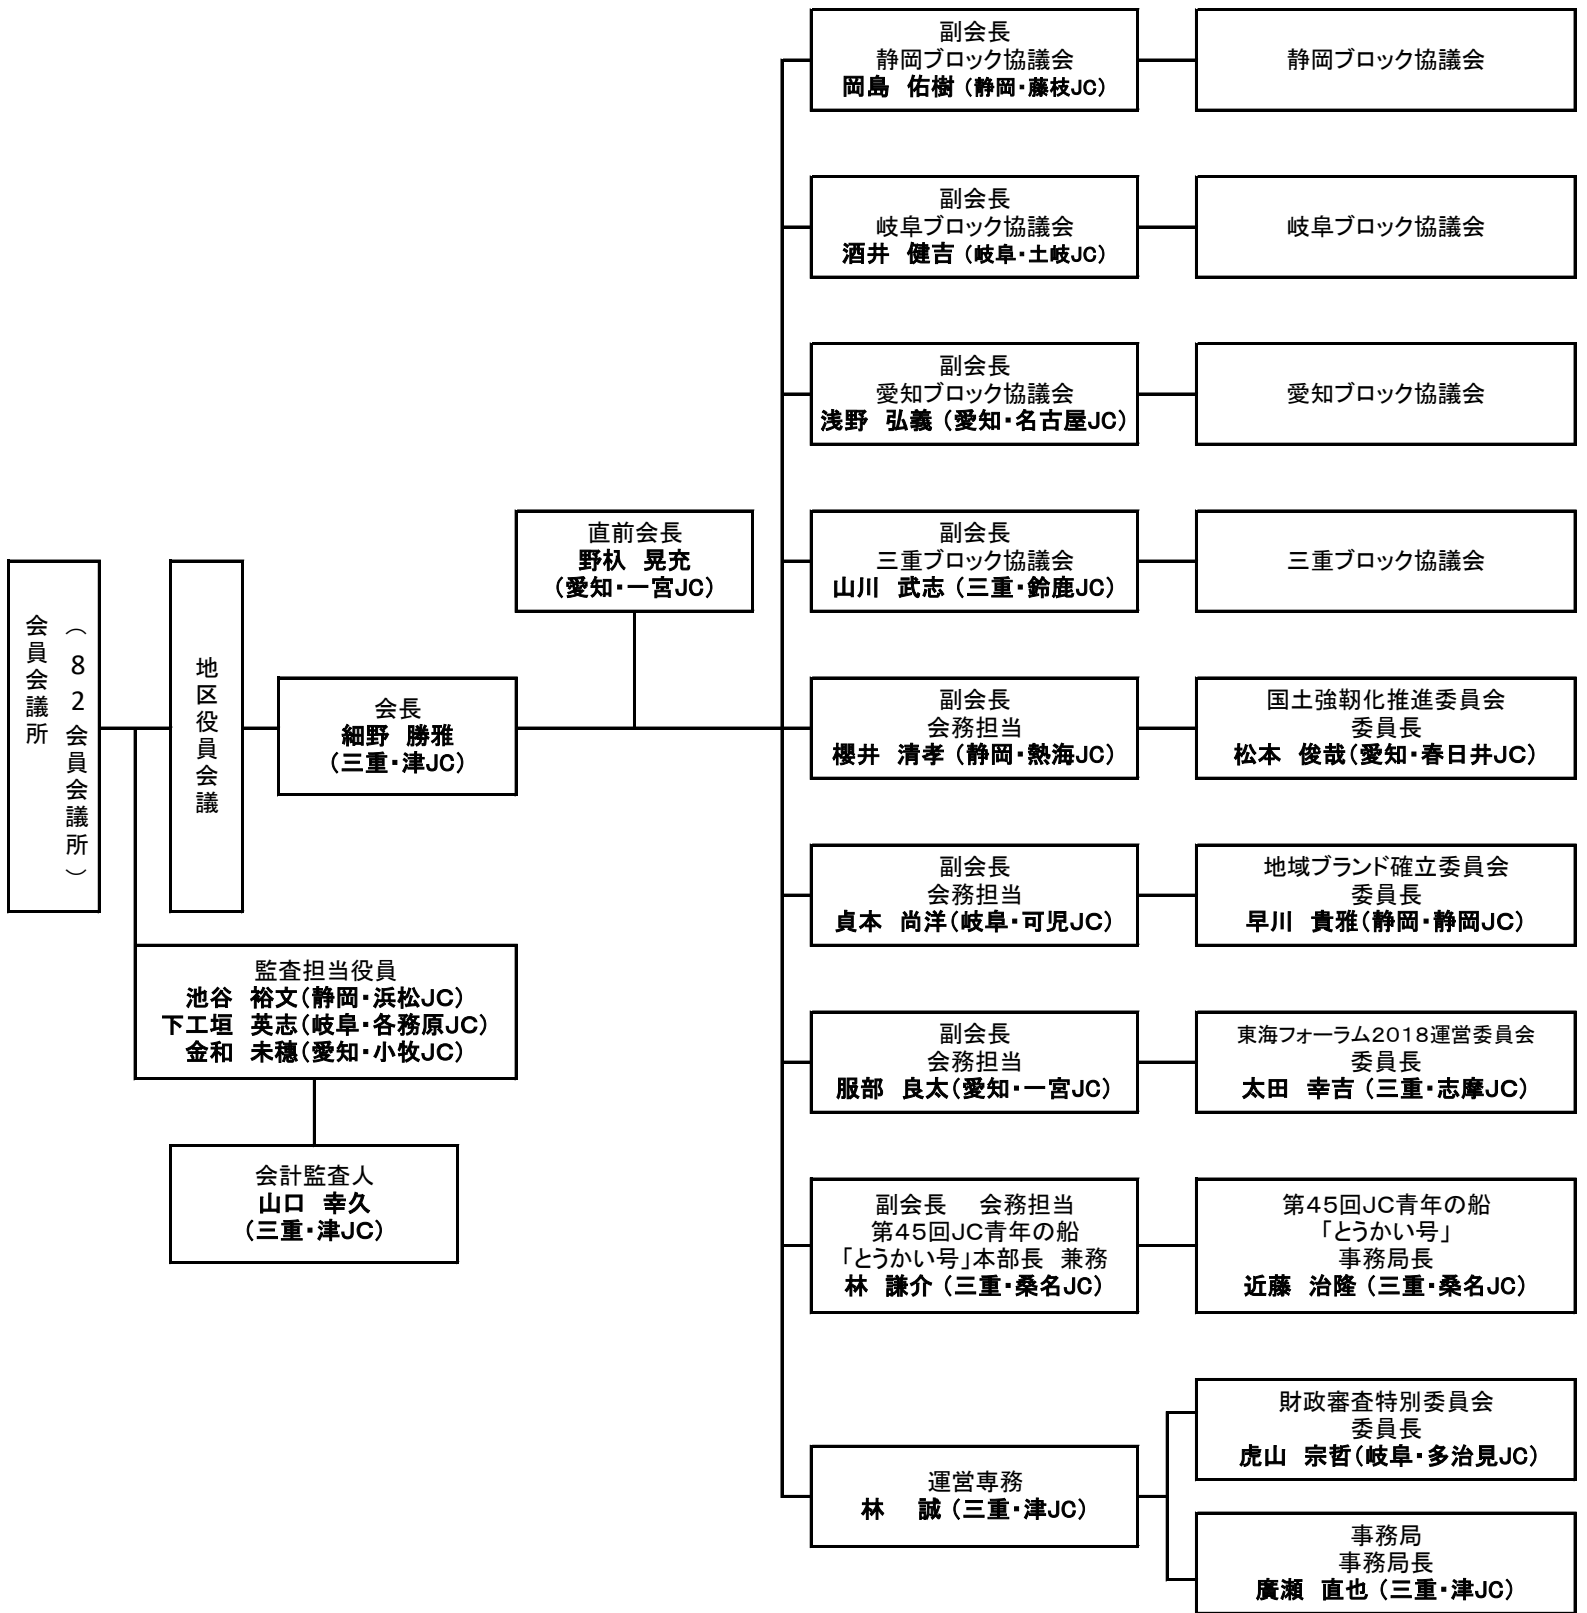 会員会議所
（82会員会議所）
地区役員会議
会長
細野　勝雅
（三重・津JC）
直前会長
野杁　晃充
（愛知・一宮JC）
監査担当役員
池谷　裕文（静岡・浜松JC）
下工垣　英志（岐阜・各務原JC）
金和　未穂（愛知・小牧JC）
会計監査人
山口　幸久
（三重・津JC）
副会長
静岡ブロック協議会
岡島　佑樹（静岡・藤枝JC）
静岡ブロック協議会
副会長
岐阜ブロック協議会
酒井　健吉（岐阜・土岐JC）
岐阜ブロック協議会
副会長
愛知ブロック協議会
浅野　弘義（愛知・名古屋JC）
愛知ブロック協議会
副会長
三重ブロック協議会
山川　武志（三重・鈴鹿JC）
三重ブロック協議会
副会長
会務担当
櫻井　清孝（静岡・熱海JC）
国土強靭化推進委員会
委員長
松本　俊哉（愛知・春日井JC）
副会長
会務担当
貞本　尚洋（岐阜・可児JC）
地域ブランド確立委員会
委員長
早川　貴雅（静岡・静岡JC）
副会長
会務担当
服部　良太（愛知・一宮JC）
東海フォーラム2018運営委員会
委員長
太田　幸吉（三重・志摩JC）
副会長　会務担当
第45回JC青年の船
「とうかい号」本部長　兼務
林　謙介（三重・桑名JC）
第45回JC青年の船
「とうかい号」
事務局長
近藤　治隆（三重・桑名JC）
運営専務
林　誠（三重・津JC）
財政審査特別委員会
委員長
虎山　宗哲（岐阜・多治見JC）
事務局
事務局長
廣瀬　直也（三重・津JC）